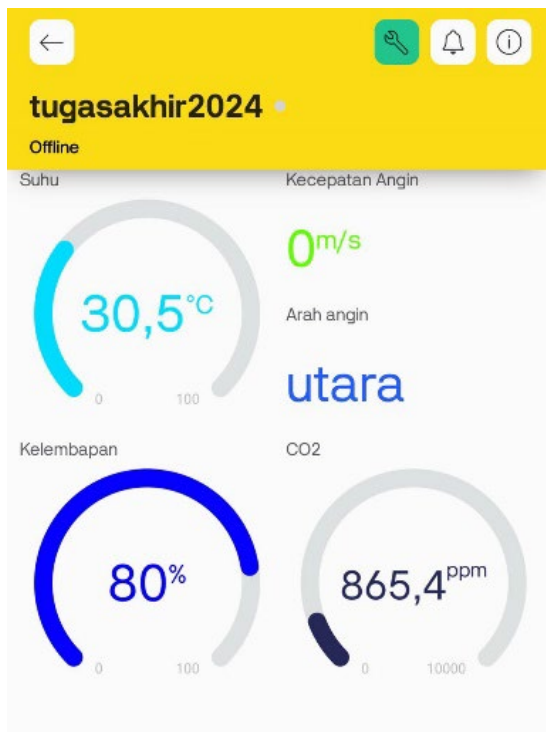 tugasakhir2024
Offline
Suhu
30,5°C
0 100
Kecepatan Angin
0m/s
Arah angin
utara
Kelembapan
80%
0 100
CO2
865,4ppm
0 10000